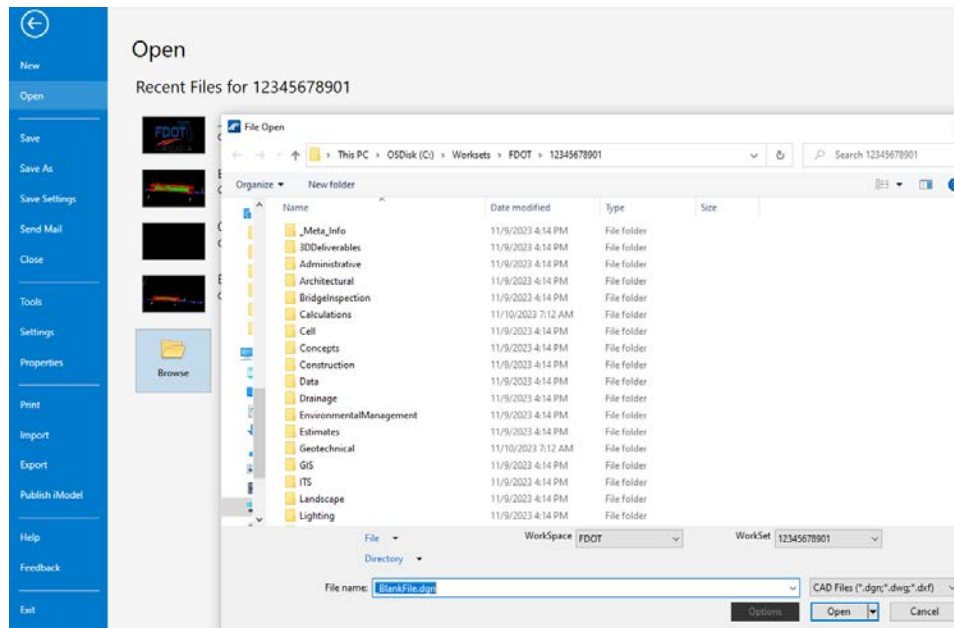 Open
New
Recent Files for 12345678901
Open
Save
FDOT
Save As
Save Settings
Send Mail
Close
Tools
Settings
Properties
Browse
Print
Import
Export
Publish iModel
Help
Feedback
Exit
File Open
This PC > OSDisk (C:) > Worksets > FDOT > 12345678901
Search 12345678901
Organize New folder
Name Date modified Type Size
_Meta_Info 11/9/2023 4:14 PM File folder
3DDeliverables 11/9/2023 4:14 PM File folder
Administrative 11/9/2023 4:14 PM File folder
Architectural 11/9/2023 4:14 PM File folder
BridgeInspection 11/9/2023 4:14 PM File folder
Calculations 11/10/2023 7:12 AM File folder
Cell 11/9/2023 4:14 PM File folder
Concepts 11/9/2023 4:14 PM File folder
Construction 11/9/2023 4:14 PM File folder
Data 11/9/2023 4:14 PM File folder
Drainage 11/9/2023 4:14 PM File folder
EnvironmentalManagement 11/9/2023 4:14 PM File folder
Estimates 11/9/2023 4:14 PM File folder
Geotechnical 11/10/2023 7:12 AM File folder
GIS 11/9/2023 4:14 PM File folder
ITS 11/9/2023 4:14 PM File folder
Landscape 11/9/2023 4:14 PM File folder
Lighting 11/9/2023 4:14 PM File folder
File WorkSpace FDOT WorkSet 12345678901
Directory
File name: _BlankFile.dgn CAD Files (*.dgn;*.dwg;*.dxf)
Options Open Cancel